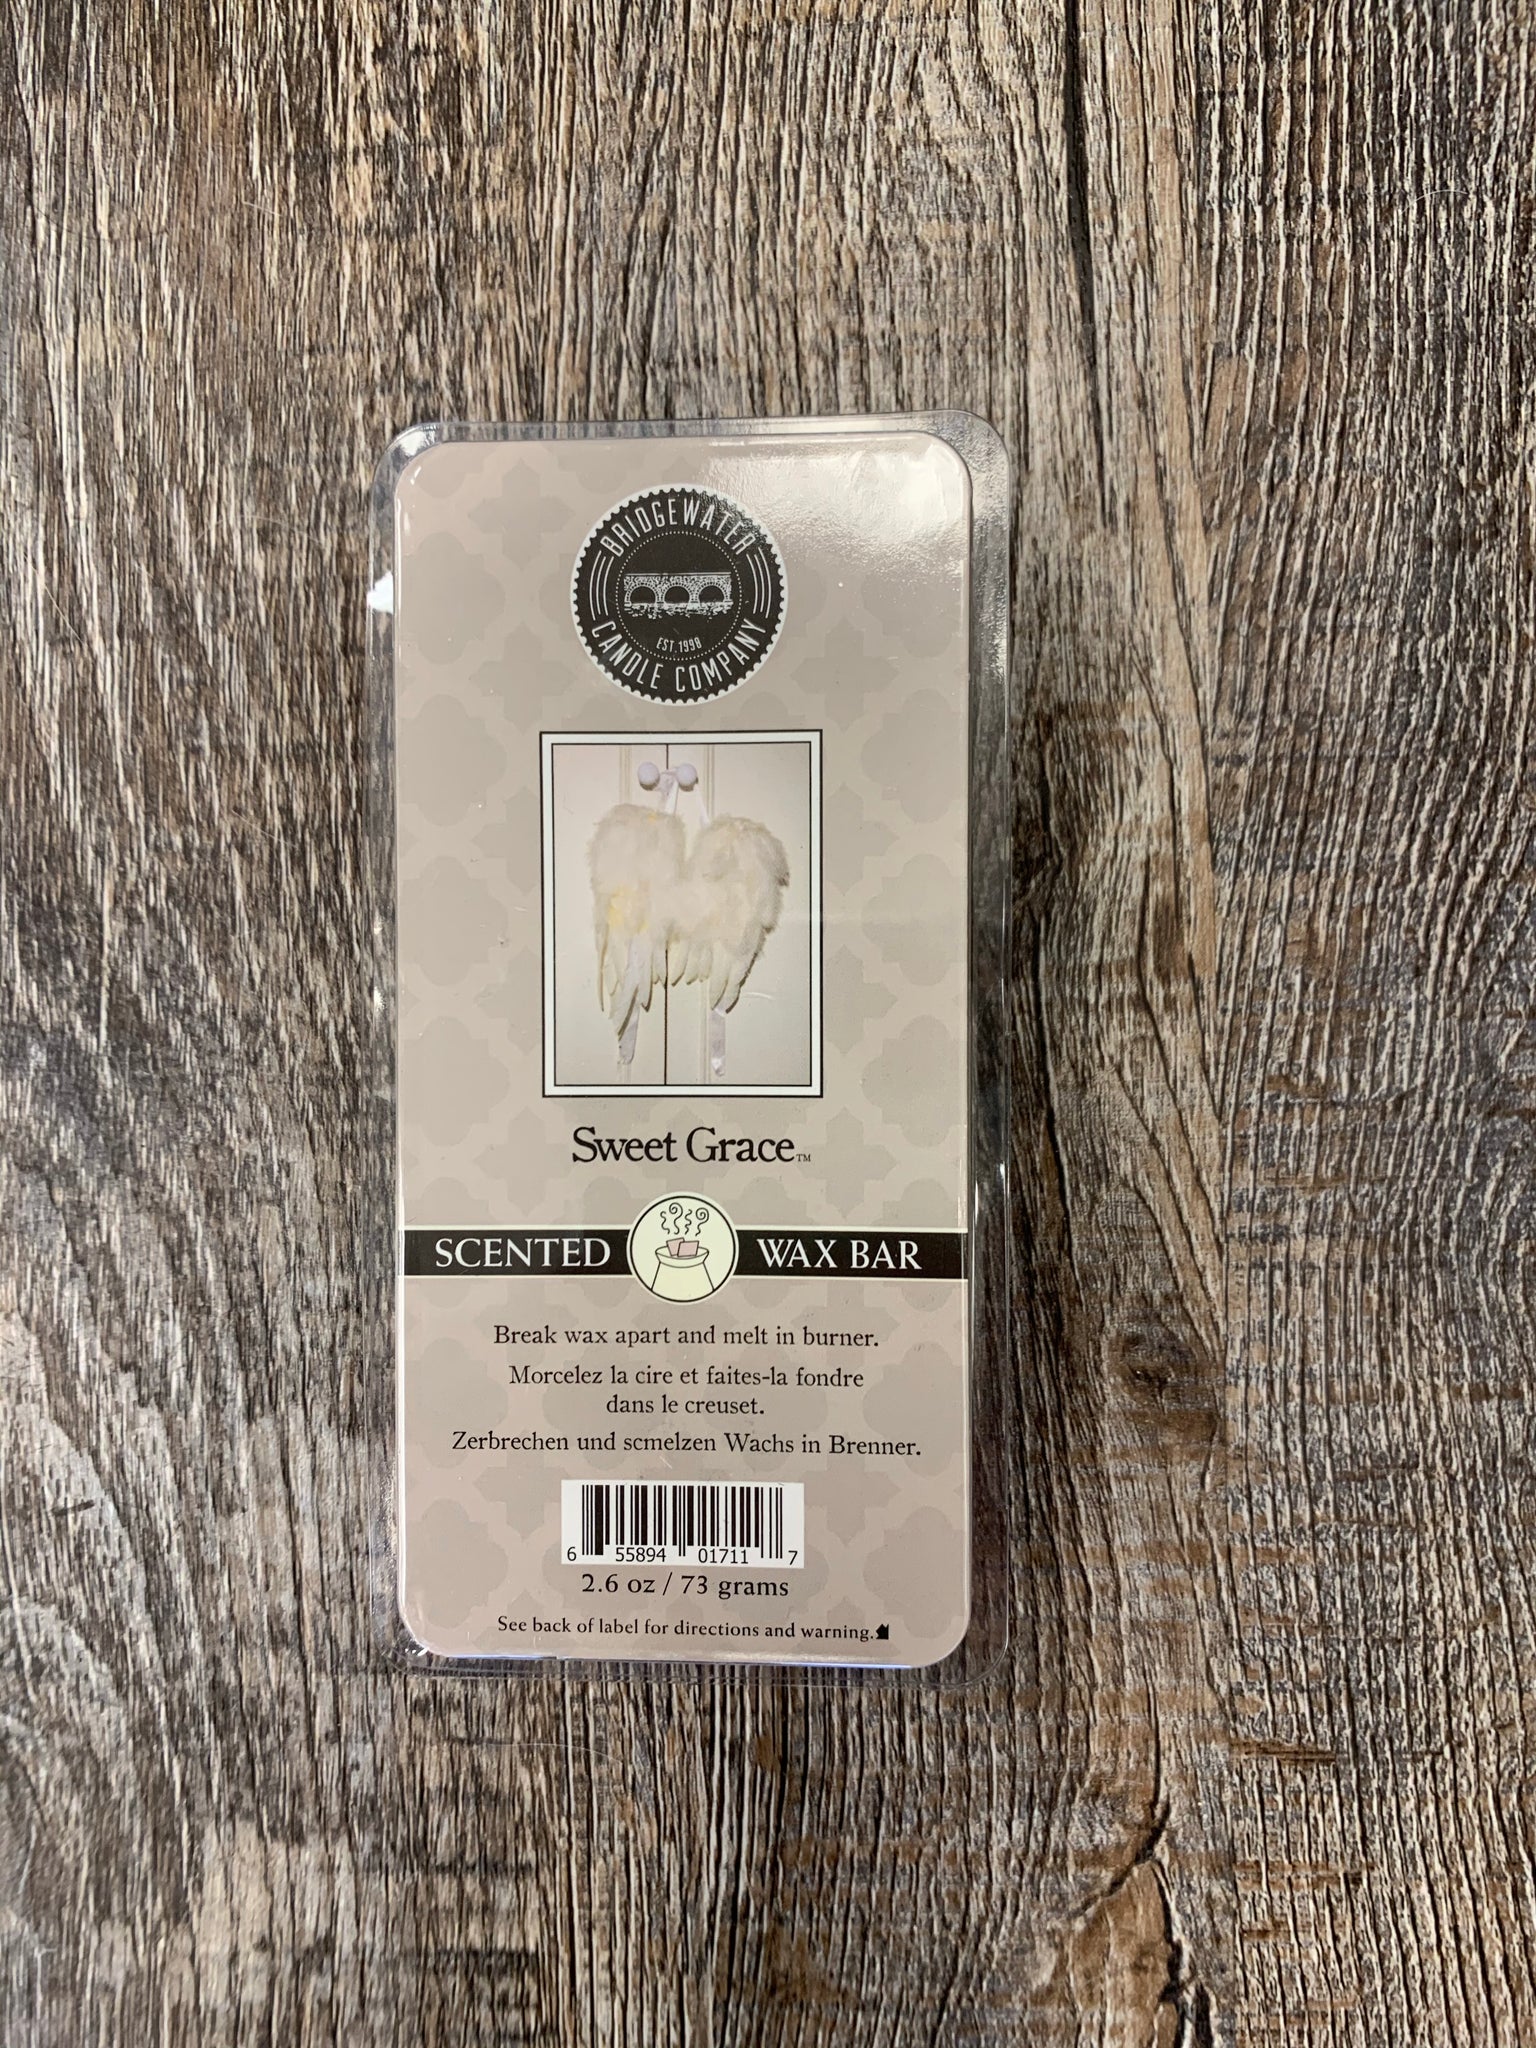 BRIDGEWATER
EST. 1998
CANDLE COMPANY
Sweet Grace™
SCENTED WAX BAR
Break wax apart and melt in burner.
Morcelez la cire et faites-la fondre
dans le creuset.
Zerbrechen und scmelzen Wachs in Brenner.
6 55894 01711 7
2.6 oz / 73 grams
See back of label for directions and warning.